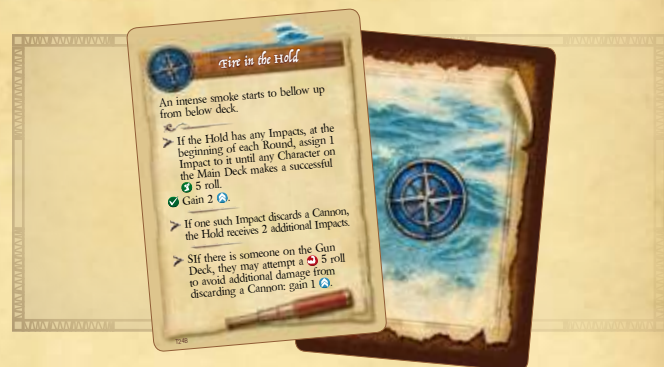 Fire in the Hold
An intense smoke starts to bellow up
from below deck.
If the Hold has any Impacts, at the
beginning of each Round, assign 1
Impact to it until any Character on
the Main Deck makes a successful
5 roll.
Gain 2
If one such Impact discards a Cannon,
the Hold receives 2 additional Impacts.
SIf there is someone on the Gun
Deck, they may attempt a 5 roll
to avoid additional damage from
discarding a Cannon: gain 1 .